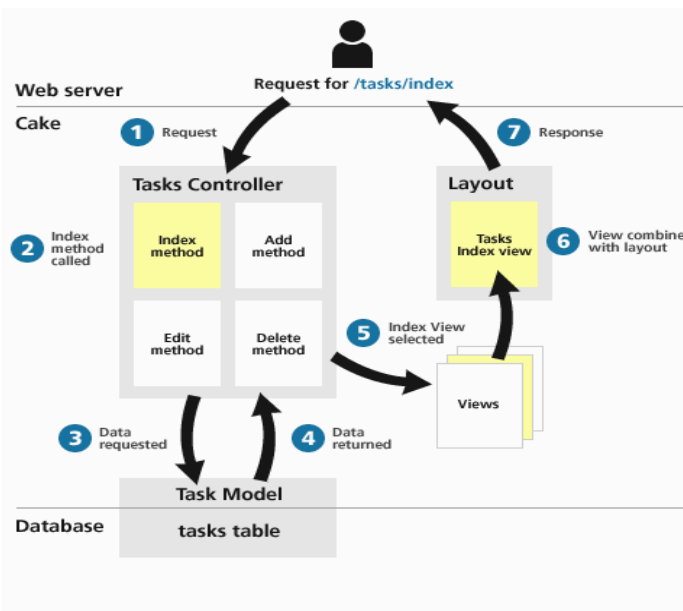 Request for /tasks/index
Web server
Cake
1 Request
7 Response
Tasks Controller
Layout
2 Index
method
called
Index
method
Add
method
Tasks
Index view
6 View combine
with layout
Edit
method
Delete
method
5 Index View
selected
Views
3 Data
requested
4 Data
returned
Task Model
Database
tasks table